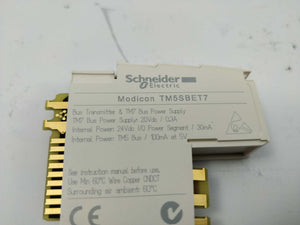 Schneider
Electric
Modicon TM5SBET7
Bus Transmitter & TM7 Bus Power Supply
TM7 Bus Power Supply: 20Vdc / 0,3A
Internal Power: 24Vdc I/O Power Segment / 30mA
Internal Power: TM5 Bus / 100mA at 5V
See instruction manual before use.
Use Min. 60°C Wire Copper CNDCT
Surrounding air ambient: 60°C
CE